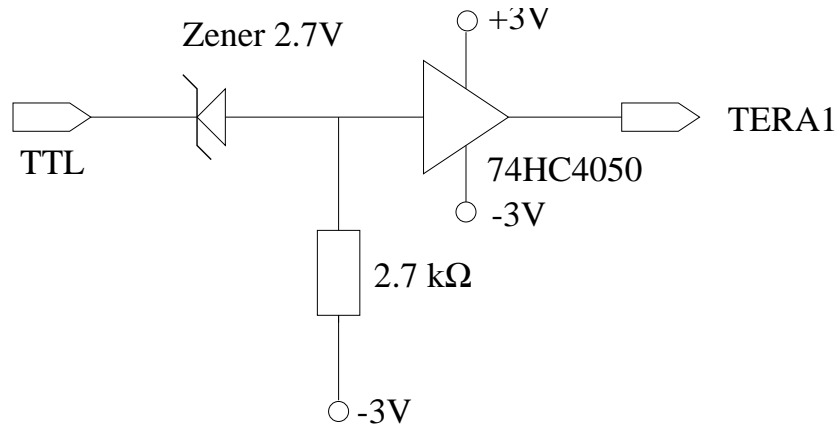 Zener 2.7V
+3V
TTL
TERA1
74HC4050
-3V
2.7 kΩ
-3V